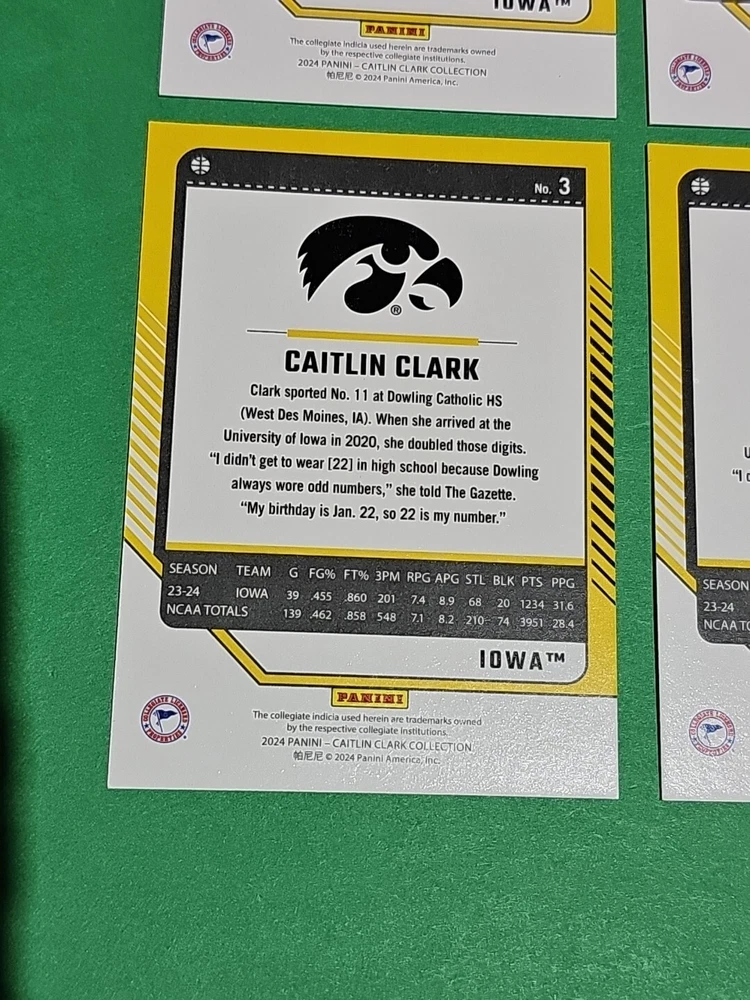 IOWA™
PANINI
The collegiate indicia used herein are trademarks owned
by the respective collegiate institutions.
2024 PANINI – CAITLIN CLARK COLLECTION
帕尼尼 © 2024 Panini America, Inc.
No. 3
®
CAITLIN CLARK
Clark sported No. 11 at Dowling Catholic HS
(West Des Moines, IA). When she arrived at the
University of Iowa in 2020, she doubled those digits.
“I didn't get to wear [22] in high school because Dowling
always wore odd numbers,” she told The Gazette.
“My birthday is Jan. 22, so 22 is my number.”
SEASON TEAM G FG% FT% 3PM RPG APG STL BLK PTS PPG
23-24 IOWA 39 .455 .860 201 7.4 8.9 68 20 1234 31.6
NCAA TOTALS 139 .462 .858 548 7.1 8.2 210 74 3951 28.4
IOWA™
PANINI
COLLEGIATE LICENSED PROPERTIES
The collegiate indicia used herein are trademarks owned
by the respective collegiate institutions.
2024 PANINI – CAITLIN CLARK COLLECTION
帕尼尼 © 2024 Panini America, Inc.
U
“I d
SEASON
23-24
NCAA TO